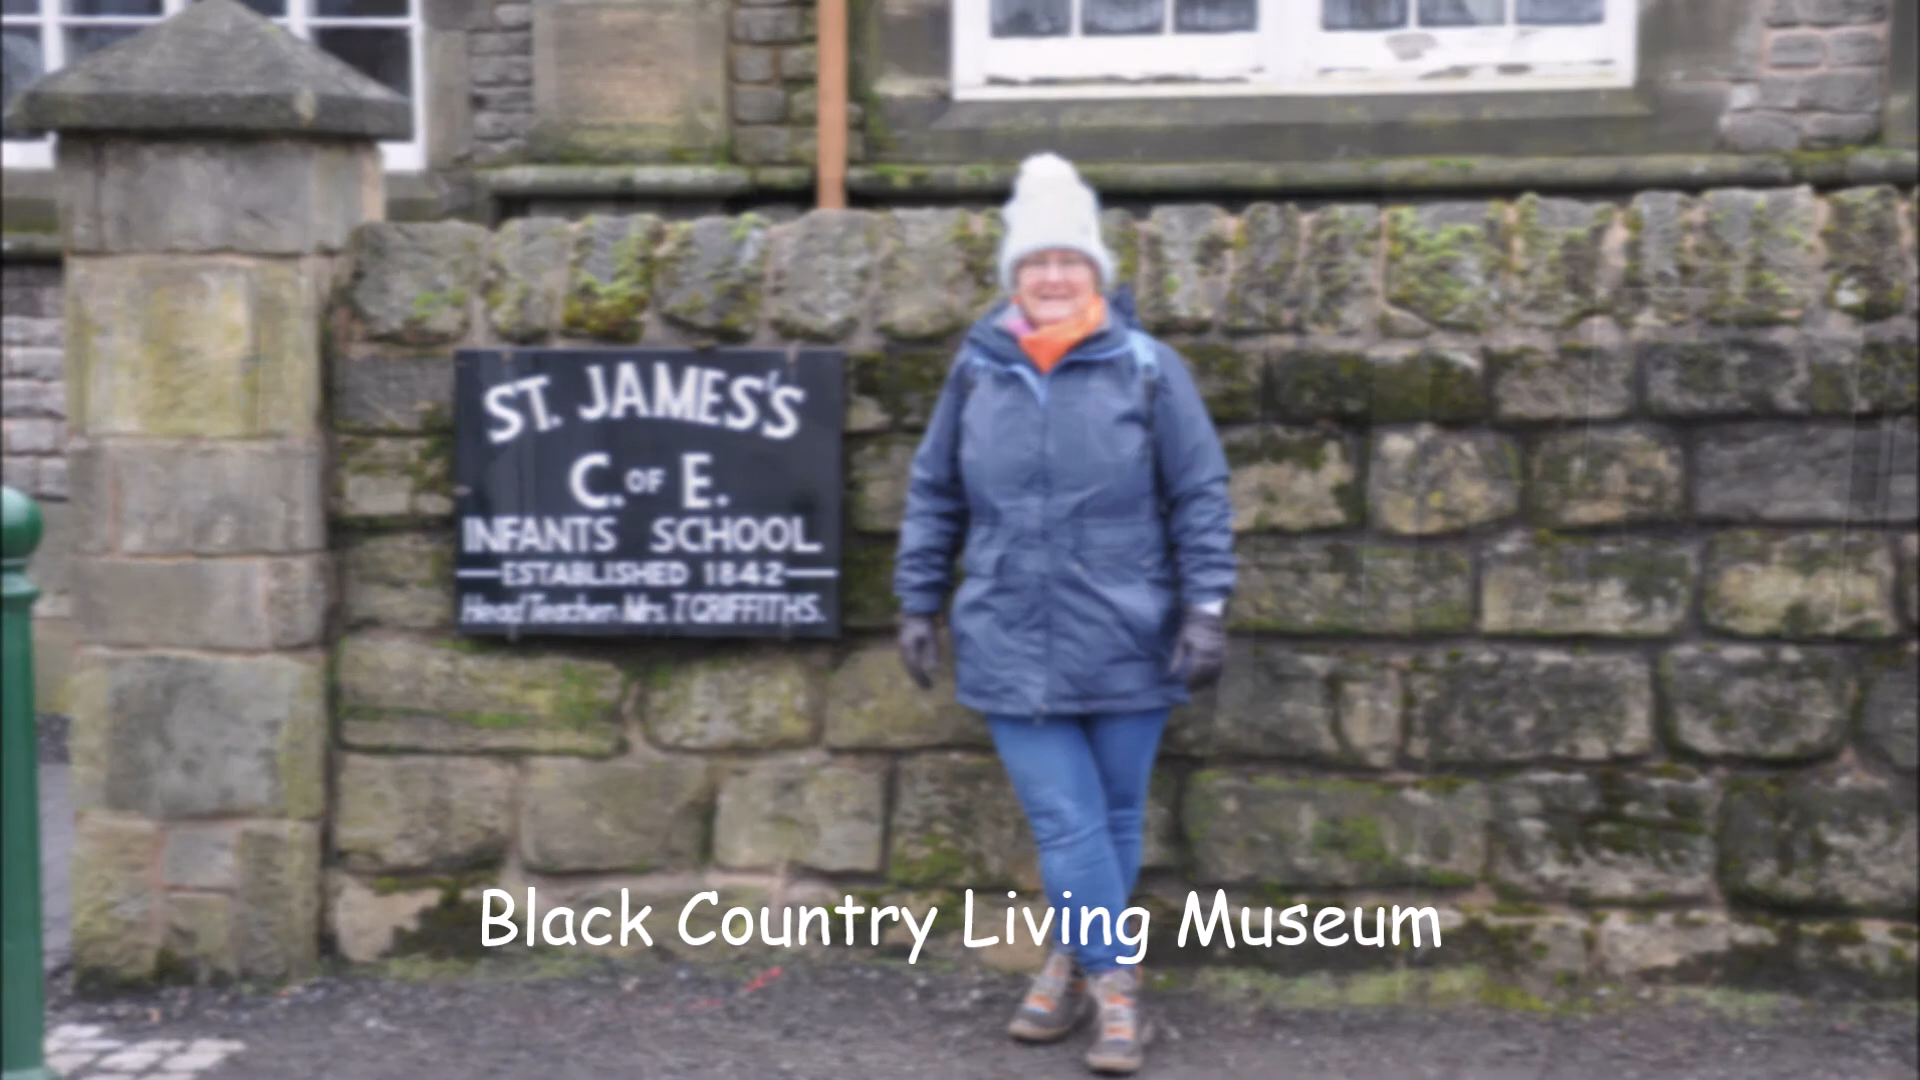 ST. JAMES'S
C. OF E.
INFANTS SCHOOL
ESTABLISHED 1842
Head Teacher. Mrs. I GRIFFITHS.
Black Country Living Museum